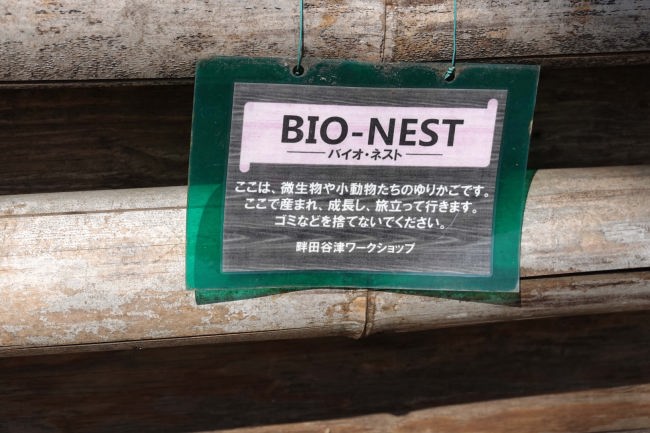 BIO-NEST
バイオ・ネスト
ここは、微生物や小動物たちのゆりかごです。
ここで産まれ、成長し、旅立って行きます。
ゴミなどを捨てないでください。
畔田谷津ワークショップ